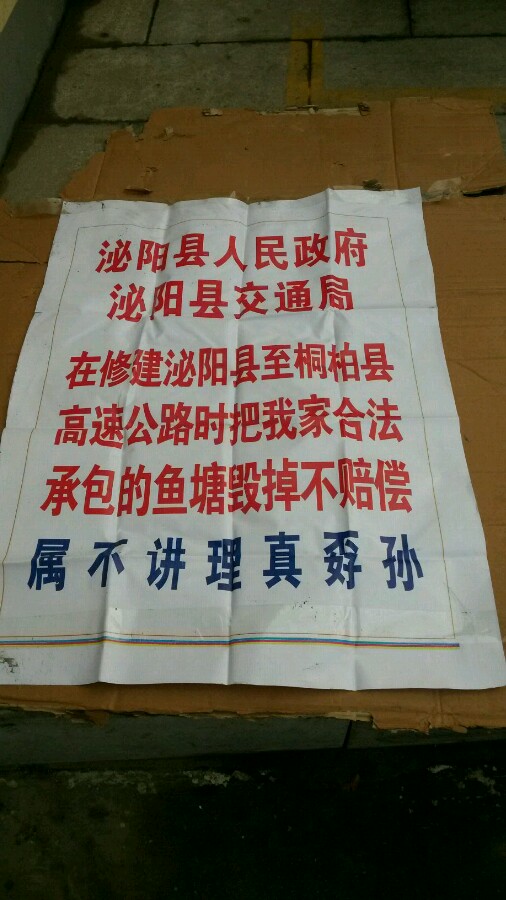 泌阳县人民政府
泌阳县交通局
在修建泌阳县至桐柏县
高速公路时把我家合法
承包的鱼塘毁掉不赔偿
属不讲理真孬孙